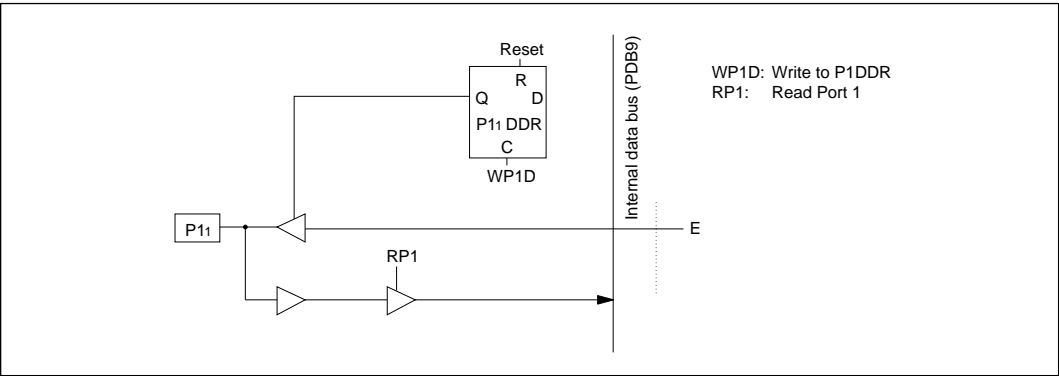 Reset
R
Q D
P1₁ DDR
C
WP1D
Internal data bus (PDB9)
WP1D: Write to P1DDR
RP1: Read Port 1
P1₁
E
RP1